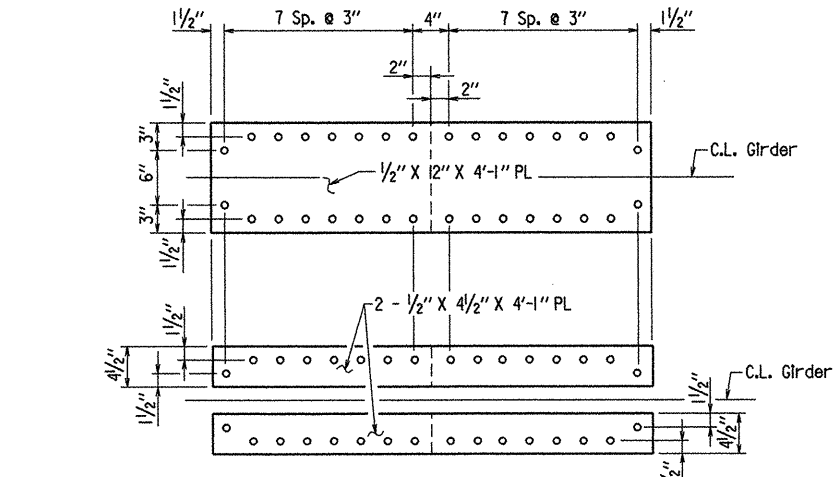 1½" 7 Sp. @ 3" 4" 7 Sp. @ 3" 1½"
2"
2"
1½"
3"
C.L. Girder
6"
½" X 12" X 4'-1" PL
3"
1½"
2 - ½" X 4½" X 4'-1" PL
1½"
4½"
C.L. Girder
1½"
1½"
4½"